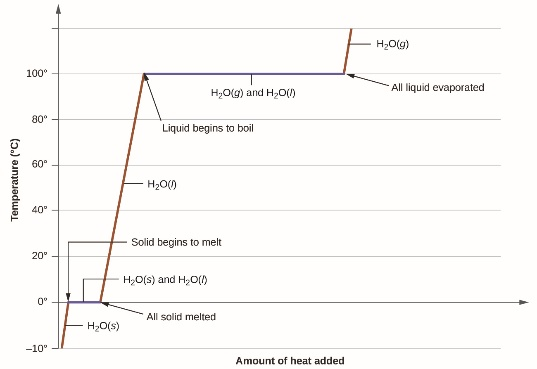 H₂O(g)
100°
H₂O(g) and H₂O(l)
All liquid evaporated
Liquid begins to boil
80°
60°
H₂O(l)
Temperature (°C)
40°
Solid begins to melt
20°
H₂O(s) and H₂O(l)
0°
All solid melted
H₂O(s)
–10°
Amount of heat added